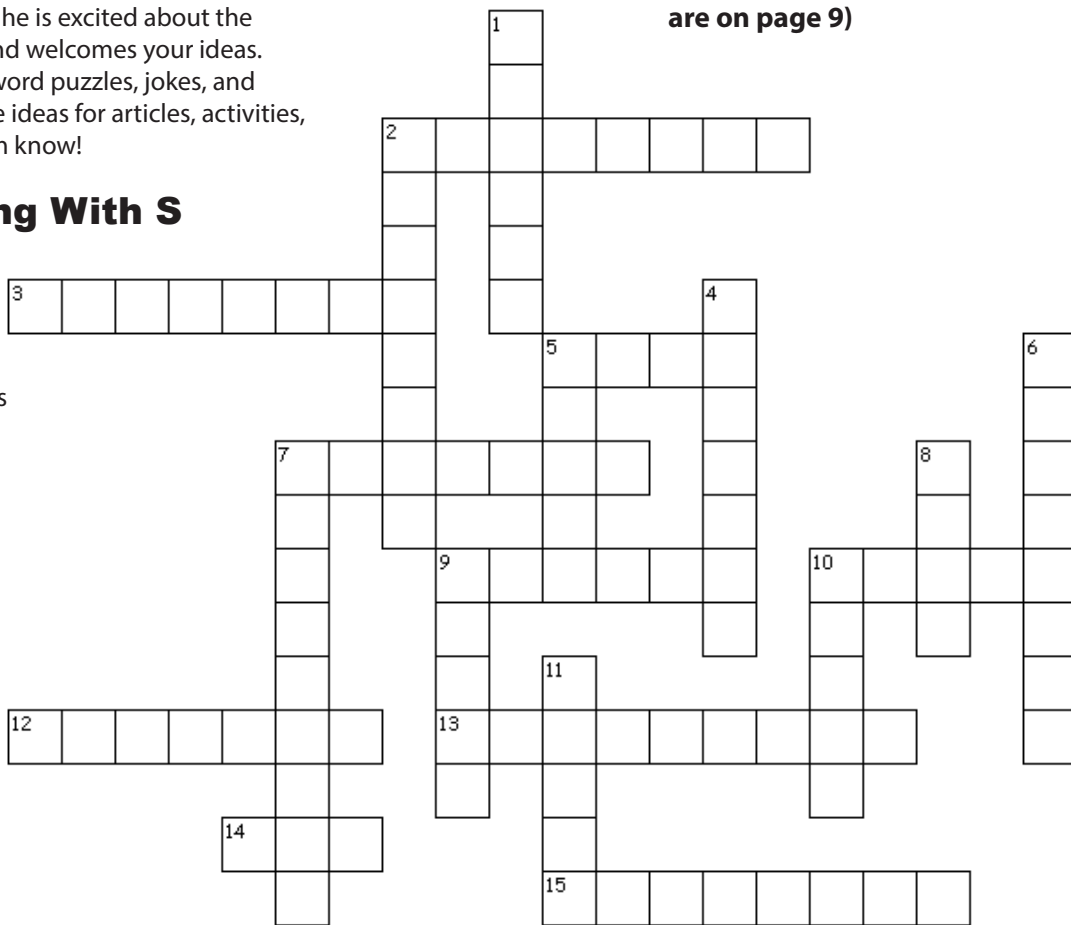 he is excited about the
nd welcomes your ideas.
word puzzles, jokes, and
e ideas for articles, activities,
n know!
ng With S
s
are on page 9)
1
2
3
4
5
6
7
8
9
10
11
12
13
14
15